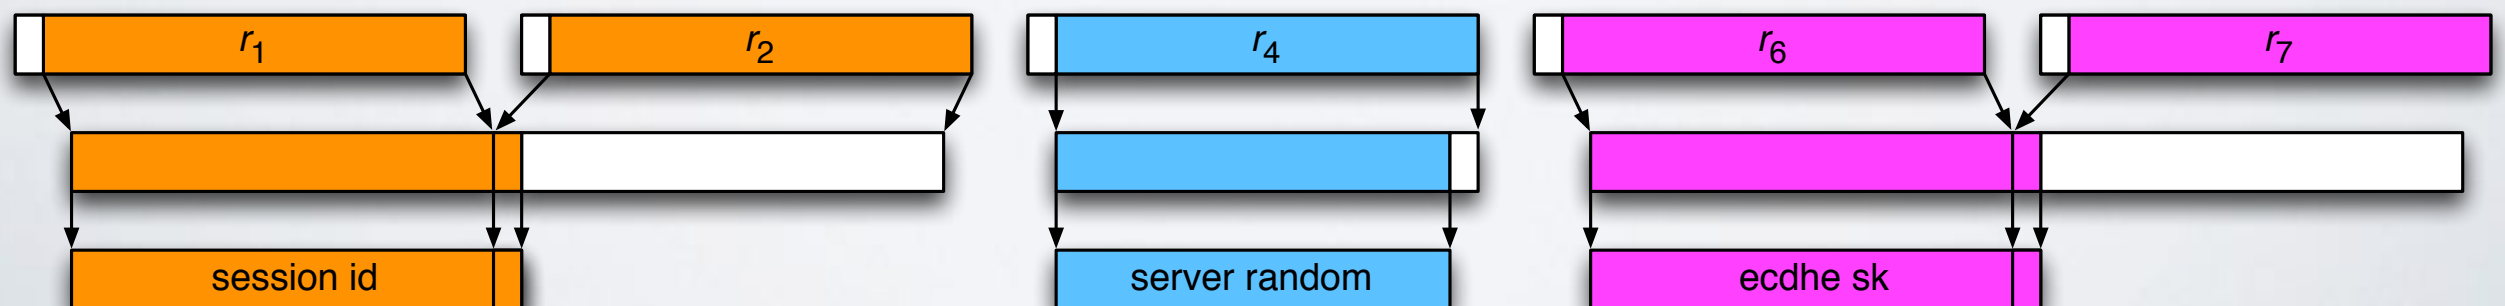 r1 r2 r4 r6 r7
session id server random ecdhe sk